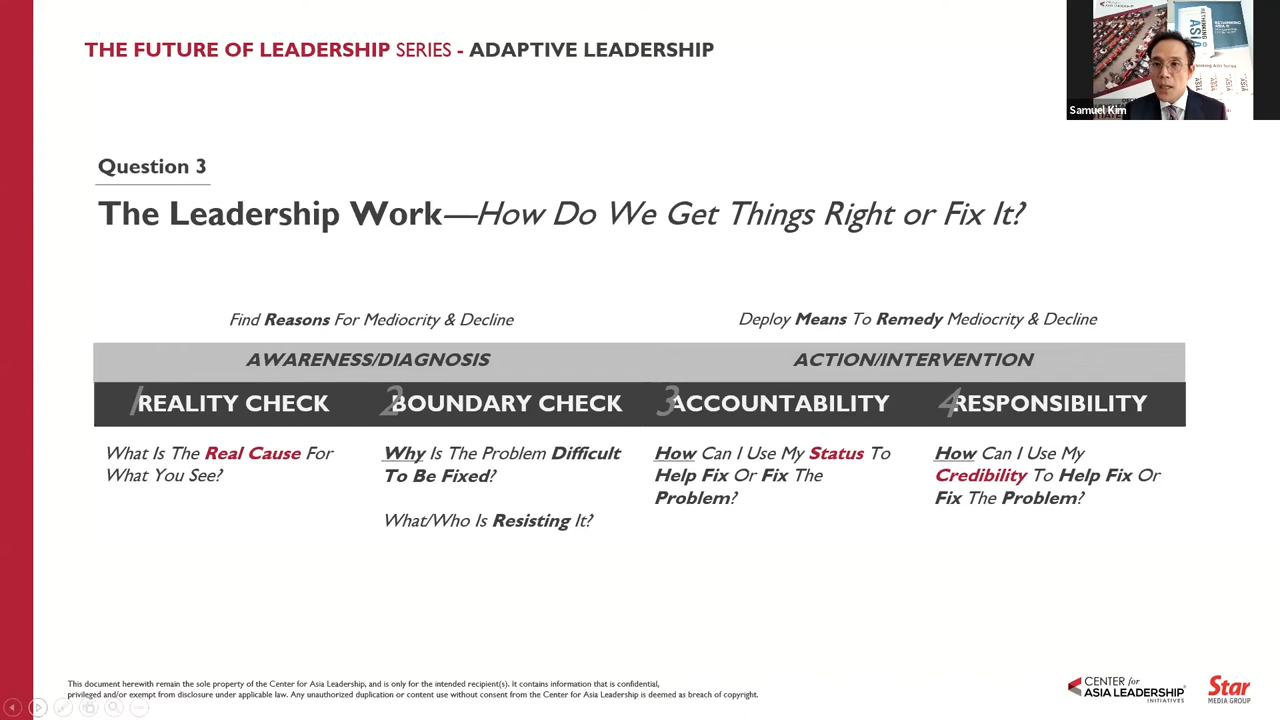 THE FUTURE OF LEADERSHIP SERIES - ADAPTIVE LEADERSHIP
Samuel Kim
Question 3
The Leadership Work—How Do We Get Things Right or Fix It?
Find Reasons For Mediocrity & Decline
Deploy Means To Remedy Mediocrity & Decline
AWARENESS/DIAGNOSIS
ACTION/INTERVENTION
1 REALITY CHECK
2 BOUNDARY CHECK
3 ACCOUNTABILITY
4 RESPONSIBILITY
What Is The Real Cause For
What You See?
Why Is The Problem Difficult
To Be Fixed?
What/Who Is Resisting It?
How Can I Use My Status To
Help Fix Or Fix The
Problem?
How Can I Use My
Credibility To Help Fix Or
Fix The Problem?
This document herewith remain the sole property of the Center for Asia Leadership, and is only for the intended recipient(s). It contains information that is confidential,
privileged and/or exempt from disclosure under applicable law. Any unauthorized duplication or content use without consent from the Center for Asia Leadership is deemed as breach of copyright.
CENTER for
ASIA LEADERSHIP
INITIATIVES
Star
MEDIA GROUP